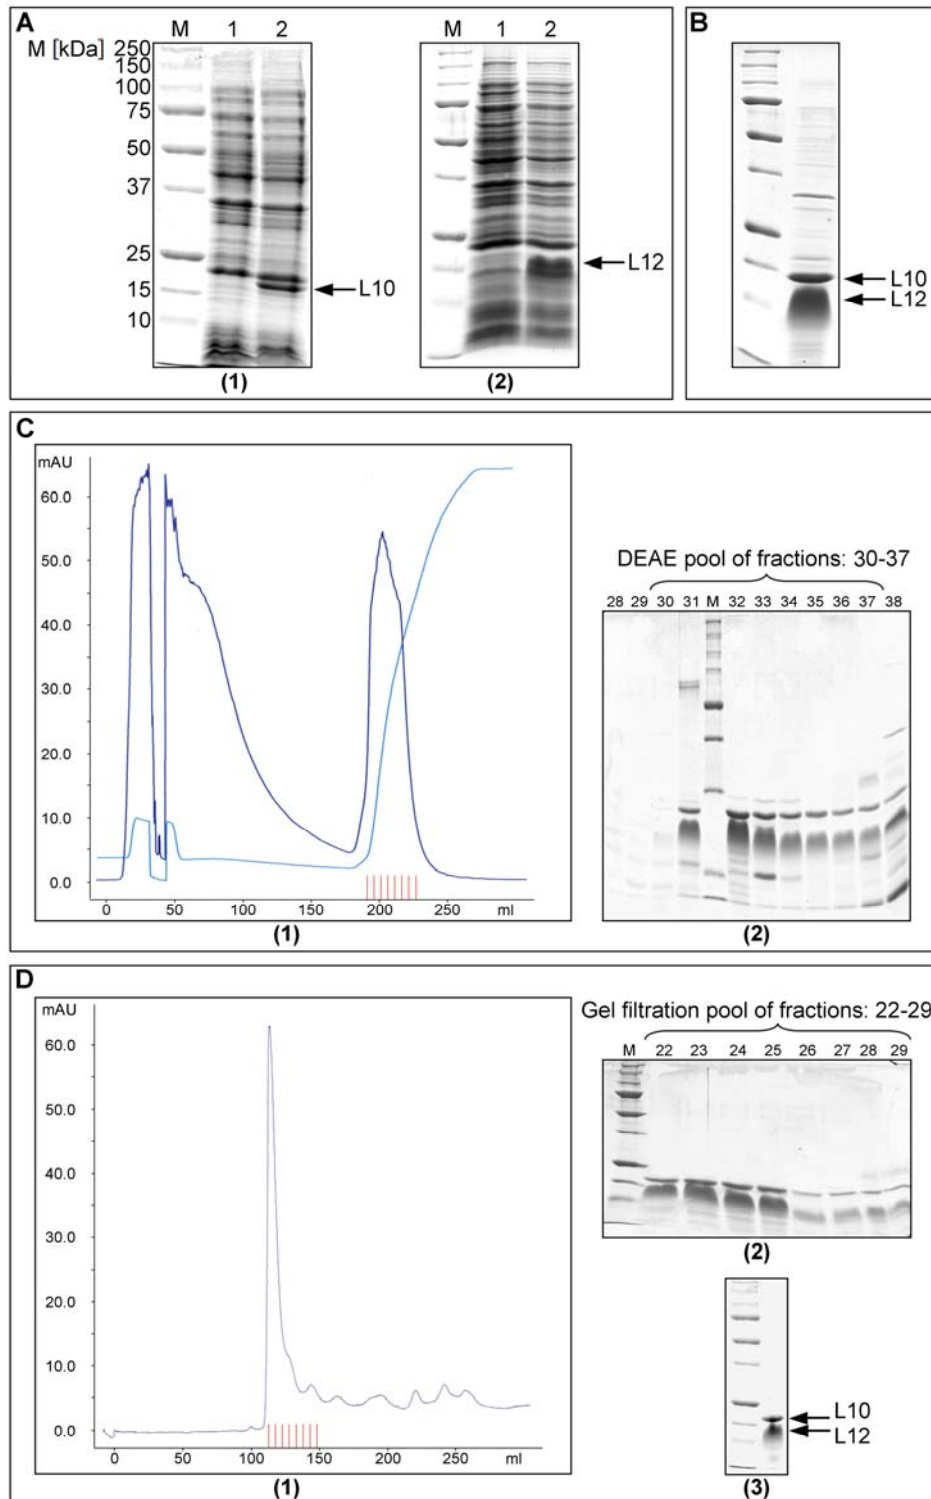 A
M 1 2
M [kDa]
250
150
100
75
50
37
25
15
10
L10
(1)
M 1 2
L12
(2)
B
L10
L12
C
mAU
60.0
50.0
40.0
30.0
20.0
10.0
0.0
0 50 100 150 200 250 ml
(1)
DEAE pool of fractions: 30-37
28 29 30 31 M 32 33 34 35 36 37 38
(2)
D
mAU
60.0
50.0
40.0
30.0
20.0
10.0
0.0
0 50 100 150 200 250 ml
(1)
Gel filtration pool of fractions: 22-29
M 22 23 24 25 26 27 28 29
(2)
L10
L12
(3)